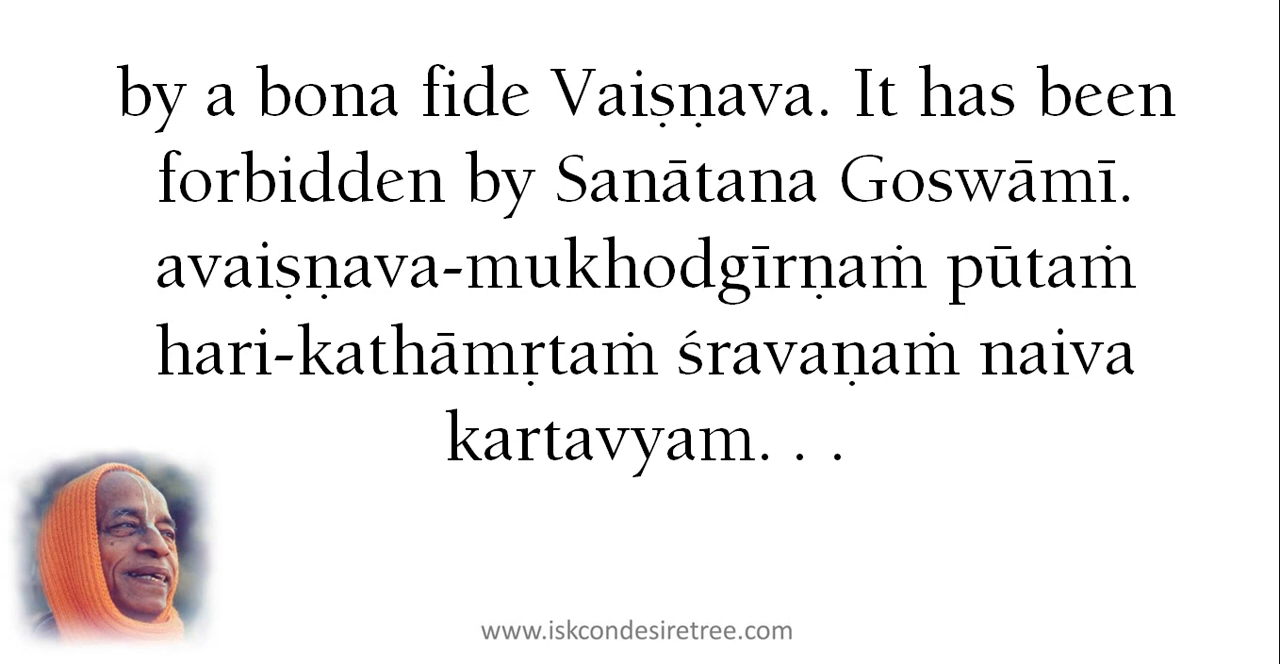 by a bona fide Vaiṣṇava. It has been
forbidden by Sanātana Goswāmī.
avaiṣṇava-mukhodgīrṇaṁ pūtaṁ
hari-kathāmṛtaṁ śravaṇaṁ naiva
kartavyam. . .
www.iskcondesiretree.com